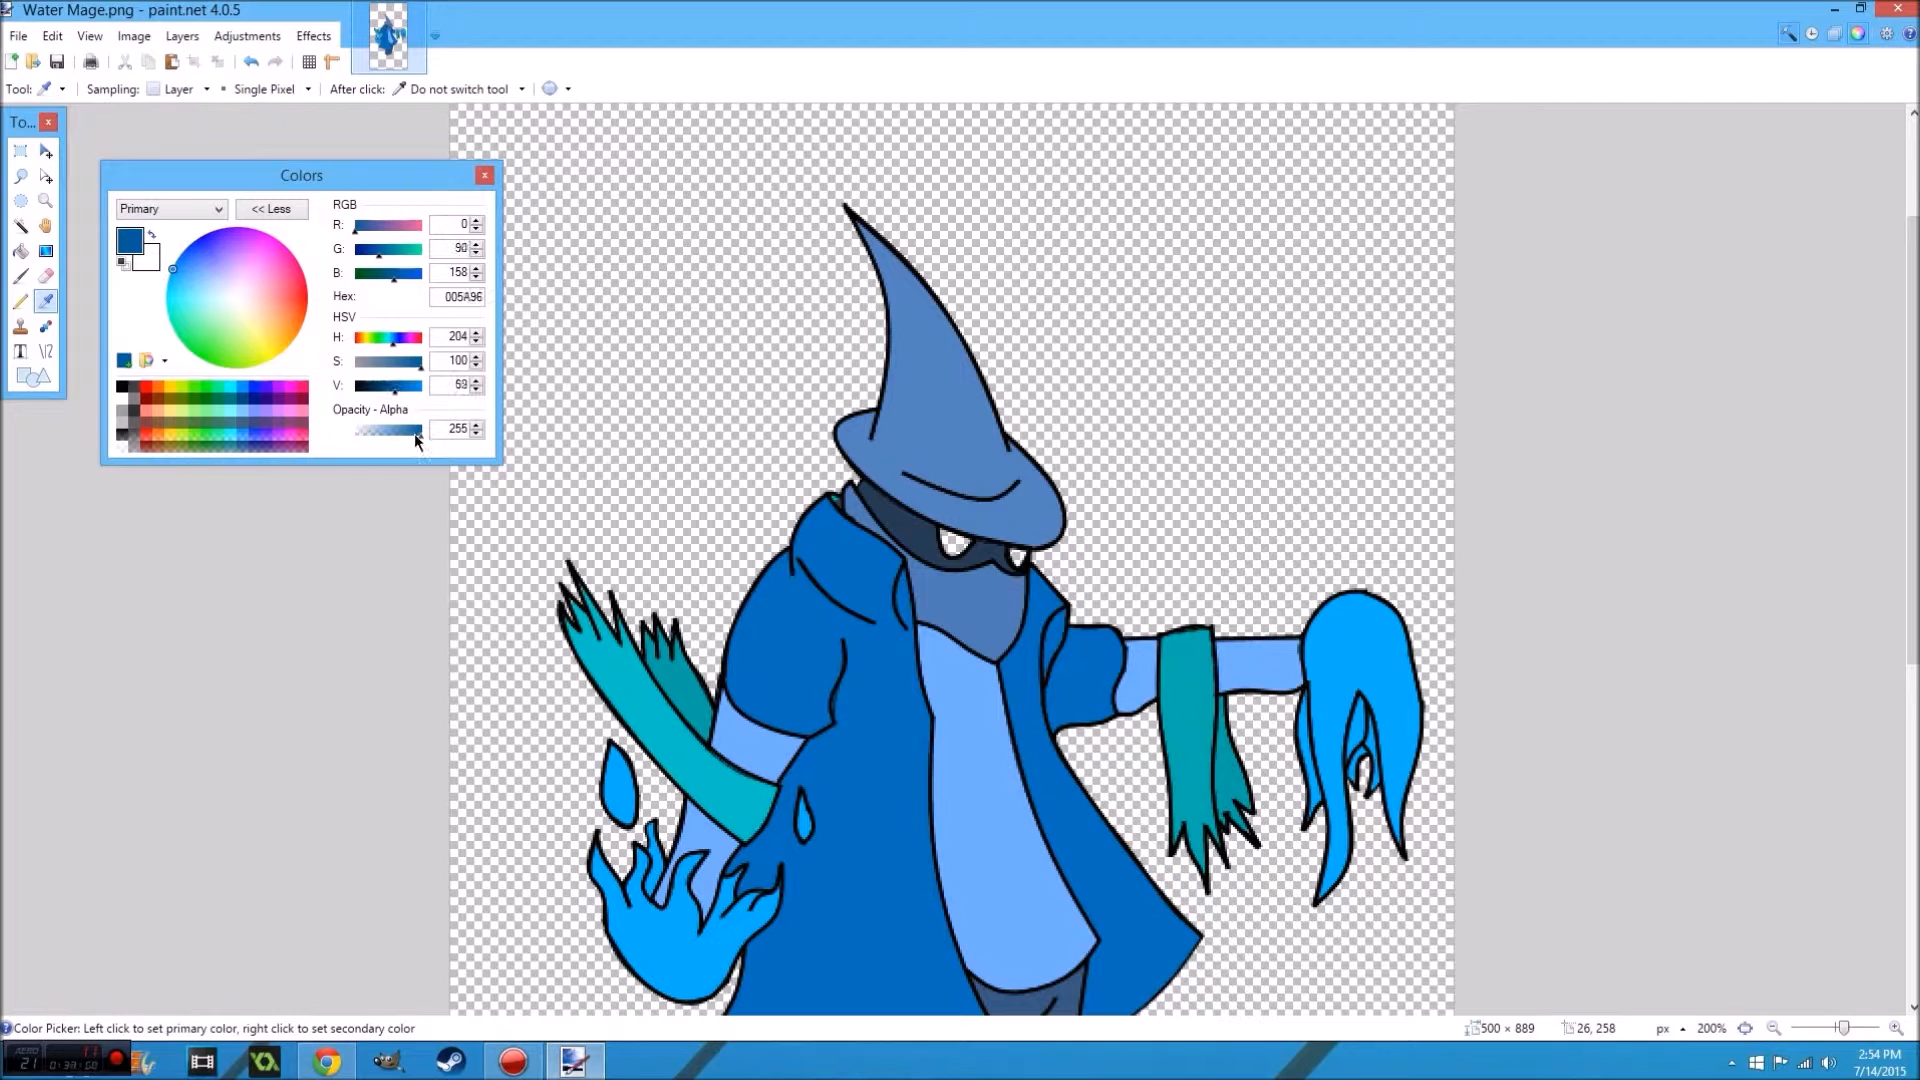 Water Mage.png - paint.net 4.0.5
File Edit View Image Layers Adjustments Effects
Tool: Sampling: Layer Single Pixel After click: Do not switch tool
To...
Colors
Primary << Less
RGB
R: 0
G: 90
B: 158
Hex: 005A96
HSV
H: 204
S: 100
V:
Opacity - Alpha
255
Color Picker: Left click to set primary color, right click to set secondary color
500 × 889 26, 258 px 200%
21
2:54 PM
7/14/2015